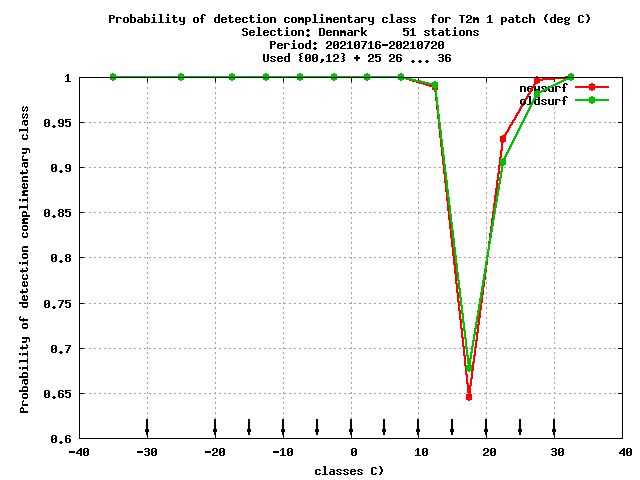 Probability of detection complimentary class  for T2m 1 patch (deg C)
Selection: Denmark     51 stations
Period: 20210716-20210720
Used {00,12} + 25 26 ... 36
newsurf
oldsurf
1
0.95
0.9
0.85
0.8
0.75
0.7
0.65
0.6
Probability of detection complimentary class
-40 -30 -20 -10 0 10 20 30 40
classes C)